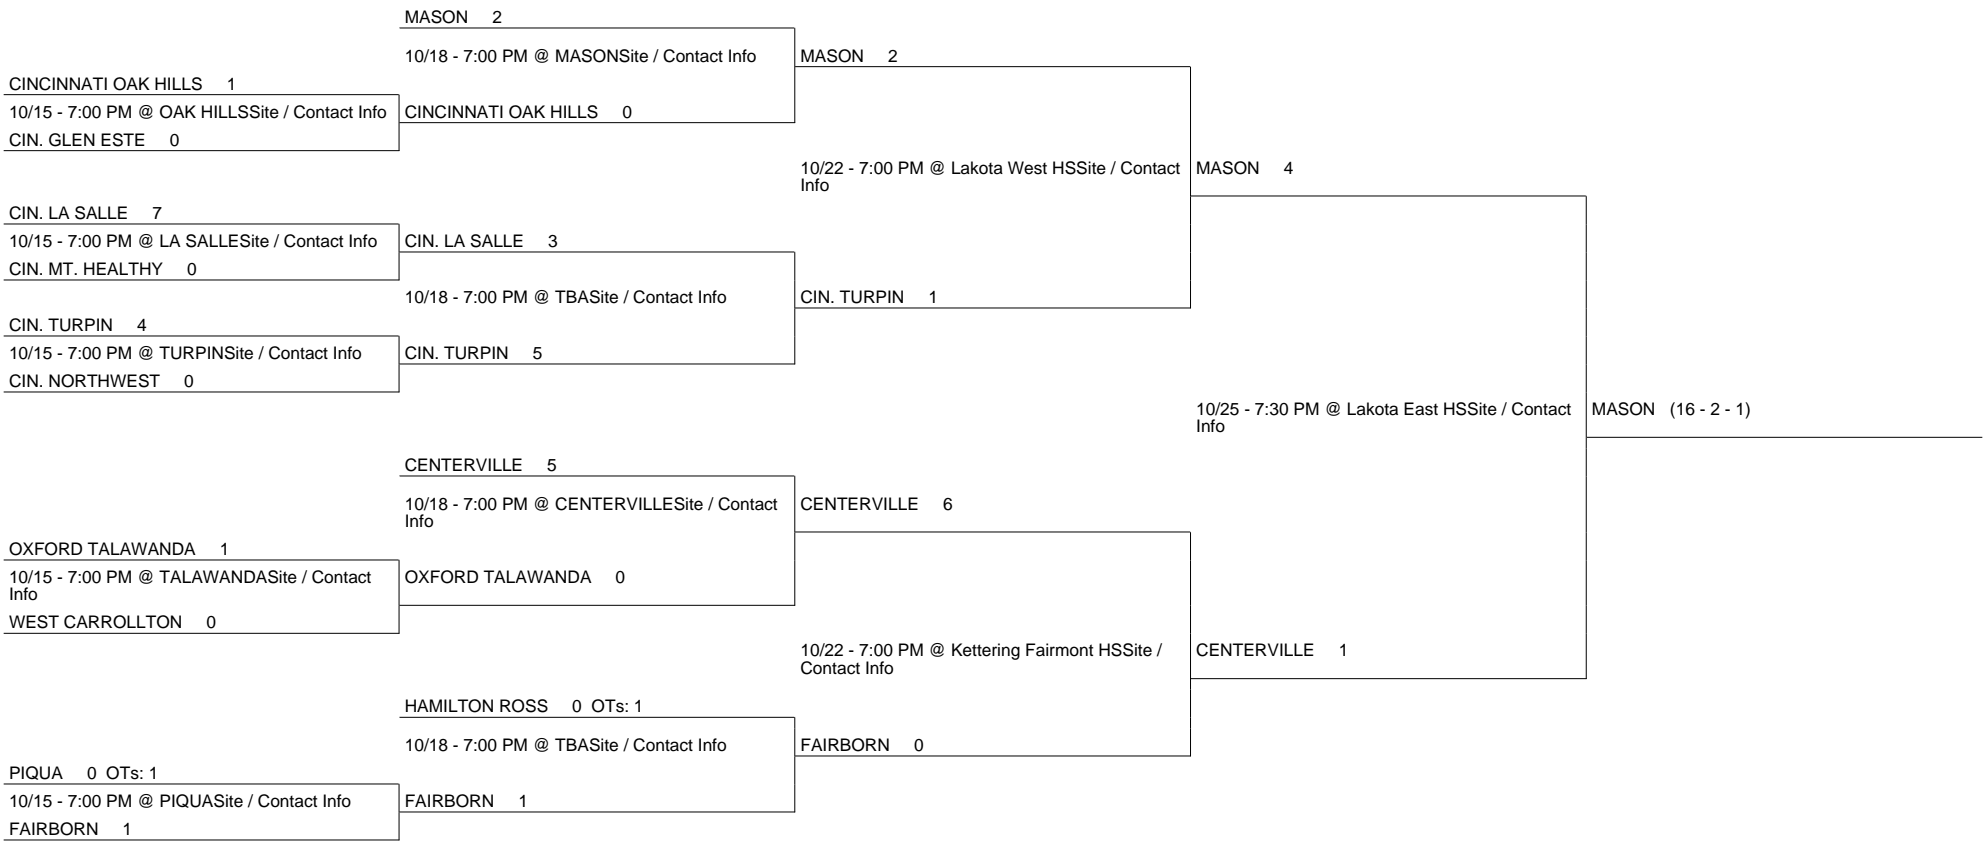 MASON 2
10/18 - 7:00 PM @ MASONSite / Contact Info
MASON 2
CINCINNATI OAK HILLS 1
10/15 - 7:00 PM @ OAK HILLSSite / Contact Info
CINCINNATI OAK HILLS 0
CIN. GLEN ESTE 0
10/22 - 7:00 PM @ Lakota West HSSite / Contact
Info
MASON 4
CIN. LA SALLE 7
10/15 - 7:00 PM @ LA SALLESite / Contact Info
CIN. LA SALLE 3
CIN. MT. HEALTHY 0
10/18 - 7:00 PM @ TBASite / Contact Info
CIN. TURPIN 1
CIN. TURPIN 4
10/15 - 7:00 PM @ TURPINSite / Contact Info
CIN. TURPIN 5
CIN. NORTHWEST 0
10/25 - 7:30 PM @ Lakota East HSSite / Contact
Info
MASON (16 - 2 - 1)
CENTERVILLE 5
10/18 - 7:00 PM @ CENTERVILLESite / Contact
Info
CENTERVILLE 6
OXFORD TALAWANDA 1
10/15 - 7:00 PM @ TALAWANDASite / Contact
Info
OXFORD TALAWANDA 0
WEST CARROLLTON 0
10/22 - 7:00 PM @ Kettering Fairmont HSSite /
Contact Info
CENTERVILLE 1
HAMILTON ROSS 0 OTs: 1
10/18 - 7:00 PM @ TBASite / Contact Info
FAIRBORN 0
PIQUA 0 OTs: 1
10/15 - 7:00 PM @ PIQUASite / Contact Info
FAIRBORN 1
FAIRBORN 1